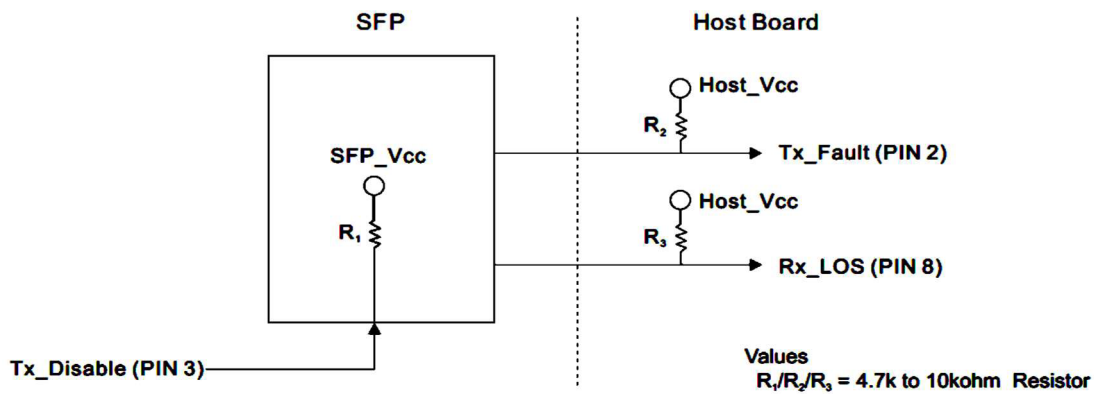 SFP
Host Board
Host_Vcc
R₂
Tx_Fault (PIN 2)
SFP_Vcc
R₁
Host_Vcc
R₃
Rx_LOS (PIN 8)
Tx_Disable (PIN 3)
Values
R₁/R₂/R₃ = 4.7k to 10kohm Resistor